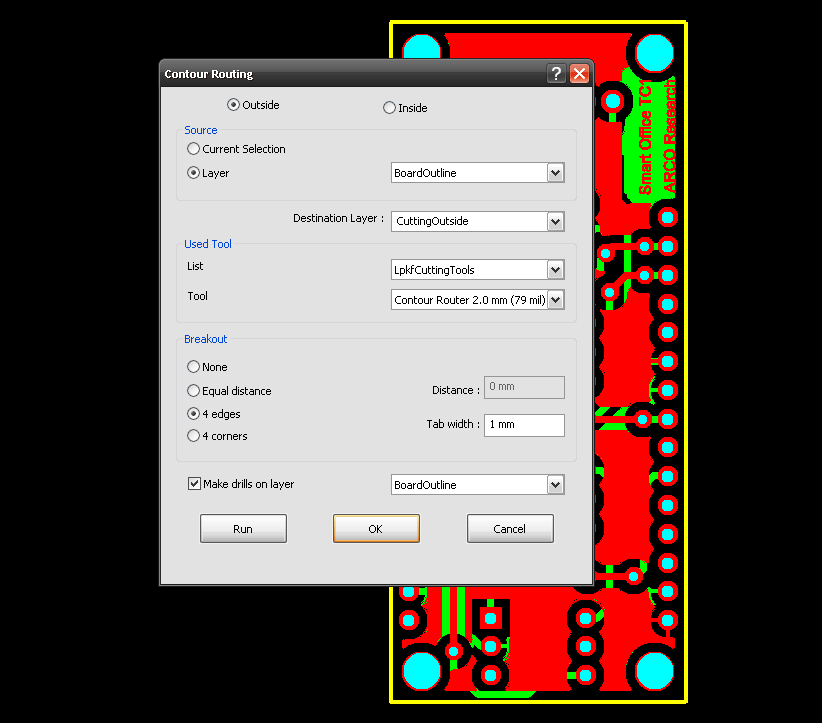 Contour Routing
?
Outside
Inside
Source
Current Selection
Layer
BoardOutline
Destination Layer :
CuttingOutside
Used Tool
List
LpkfCuttingTools
Tool
Contour Router 2.0 mm (79 mil)
Breakout
None
Equal distance
Distance :
0 mm
4 edges
Tab width :
1 mm
4 corners
Make drills on layer
BoardOutline
Run
OK
Cancel
Smart Office TC1
ARCO Research